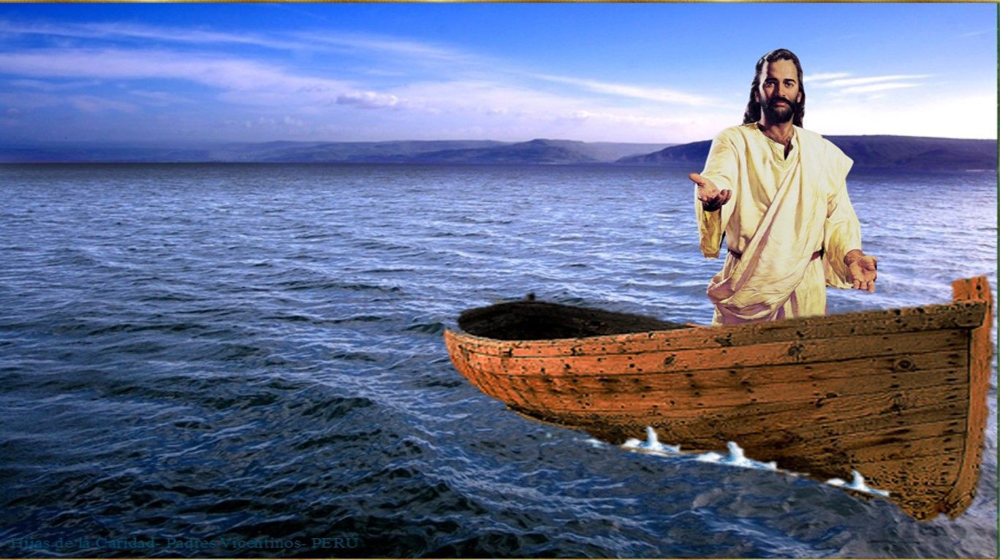 Hijas de la Caridad- Padres Vicentinos- PERÚ